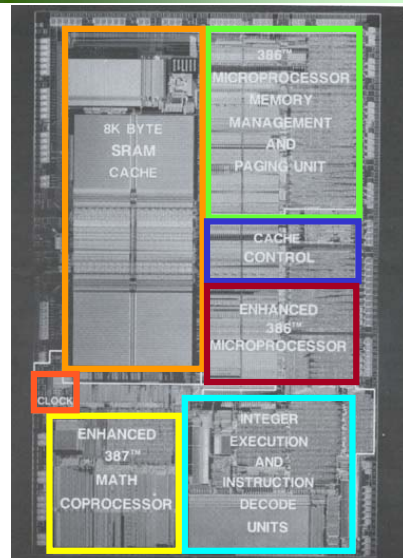 8K BYTE
SRAM
CACHE
386™
MICROPROCESSOR
MEMORY
MANAGEMENT
AND
PAGING UNIT
CACHE
CONTROL
ENHANCED
386™
MICROPROCESSOR
CLOCK
ENHANCED
387™
MATH
COPROCESSOR
INTEGER
EXECUTION
AND
INSTRUCTION
DECODE
UNITS